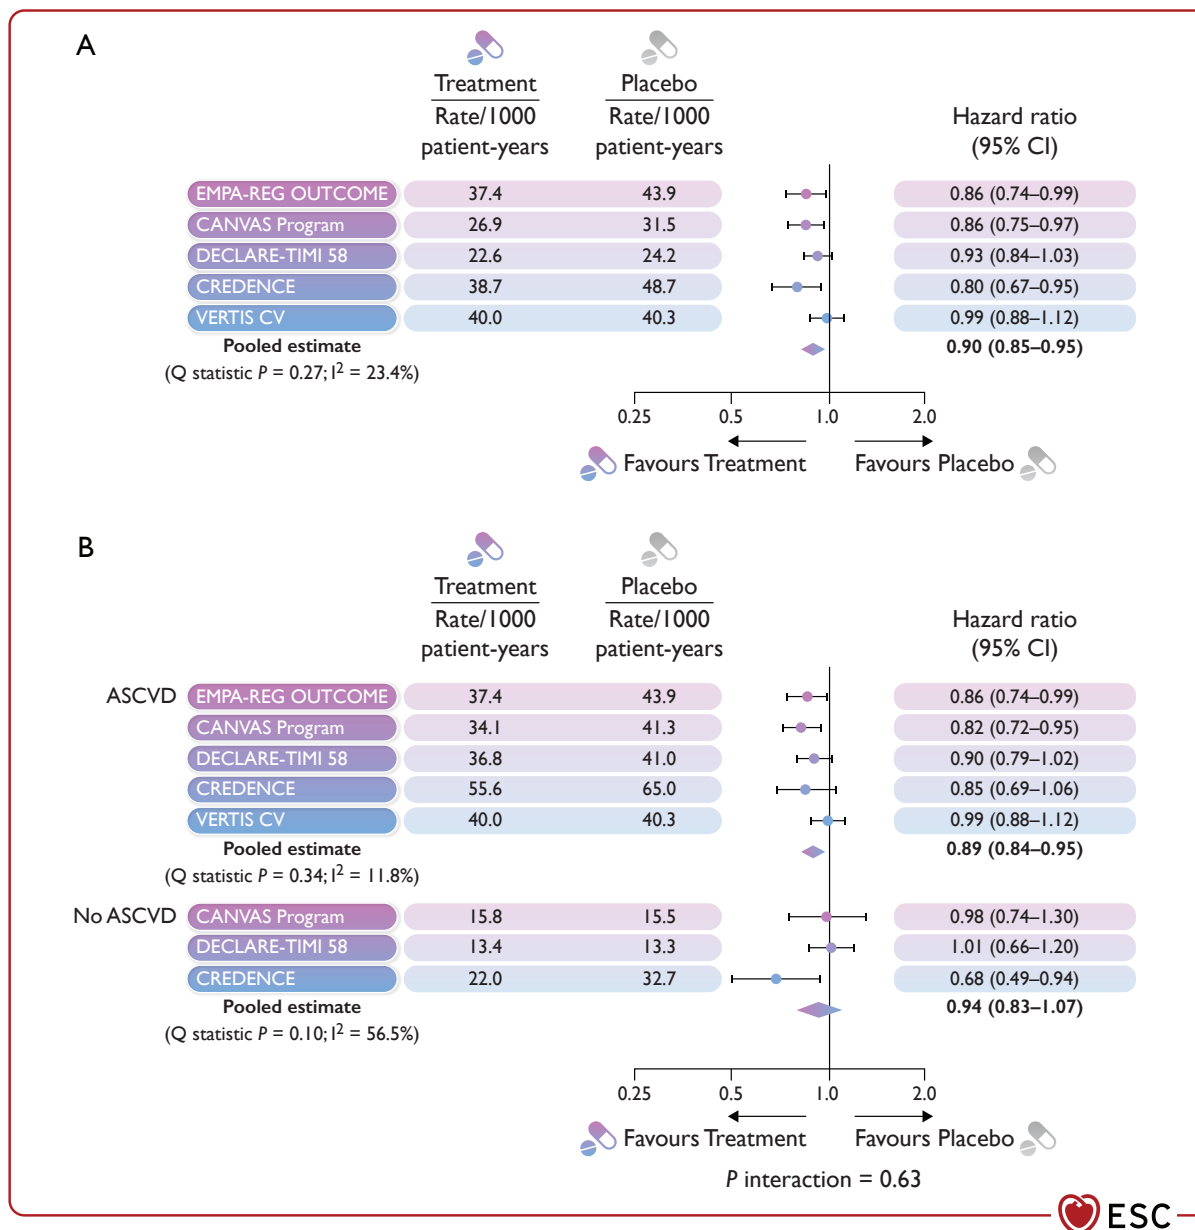 A
Treatment Placebo
Rate/1000 Rate/1000 Hazard ratio
patient-years patient-years (95% CI)
EMPA-REG OUTCOME 37.4 43.9 0.86 (0.74–0.99)
CANVAS Program 26.9 31.5 0.86 (0.75–0.97)
DECLARE-TIMI 58 22.6 24.2 0.93 (0.84–1.03)
CREDENCE 38.7 48.7 0.80 (0.67–0.95)
VERTIS CV 40.0 40.3 0.99 (0.88–1.12)
Pooled estimate 0.90 (0.85–0.95)
(Q statistic P = 0.27; I² = 23.4%)
0.25 0.5 1.0 2.0
Favours Treatment Favours Placebo
B
Treatment Placebo
Rate/1000 Rate/1000 Hazard ratio
patient-years patient-years (95% CI)
ASCVD EMPA-REG OUTCOME 37.4 43.9 0.86 (0.74–0.99)
CANVAS Program 34.1 41.3 0.82 (0.72–0.95)
DECLARE-TIMI 58 36.8 41.0 0.90 (0.79–1.02)
CREDENCE 55.6 65.0 0.85 (0.69–1.06)
VERTIS CV 40.0 40.3 0.99 (0.88–1.12)
Pooled estimate 0.89 (0.84–0.95)
(Q statistic P = 0.34; I² = 11.8%)
No ASCVD CANVAS Program 15.8 15.5 0.98 (0.74–1.30)
DECLARE-TIMI 58 13.4 13.3 1.01 (0.66–1.20)
CREDENCE 22.0 32.7 0.68 (0.49–0.94)
Pooled estimate 0.94 (0.83–1.07)
(Q statistic P = 0.10; I² = 56.5%)
0.25 0.5 1.0 2.0
Favours Treatment Favours Placebo
P interaction = 0.63
ESC